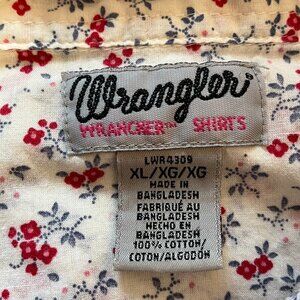 Wrangler
WRANCHER™ SHIRTS
LWR4309
XL/XG/XG
MADE IN
BANGLADESH
FABRIQUÉ AU
BANGLADESH
HECHO EN
BANGLADESH
100% COTTON/
COTON/ALGODON